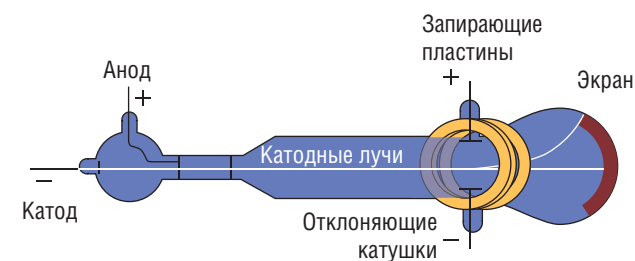 Запирающие
пластины
+
Экран
Анод
+
Катодные лучи
−
Катод
Отклоняющие
−
катушки